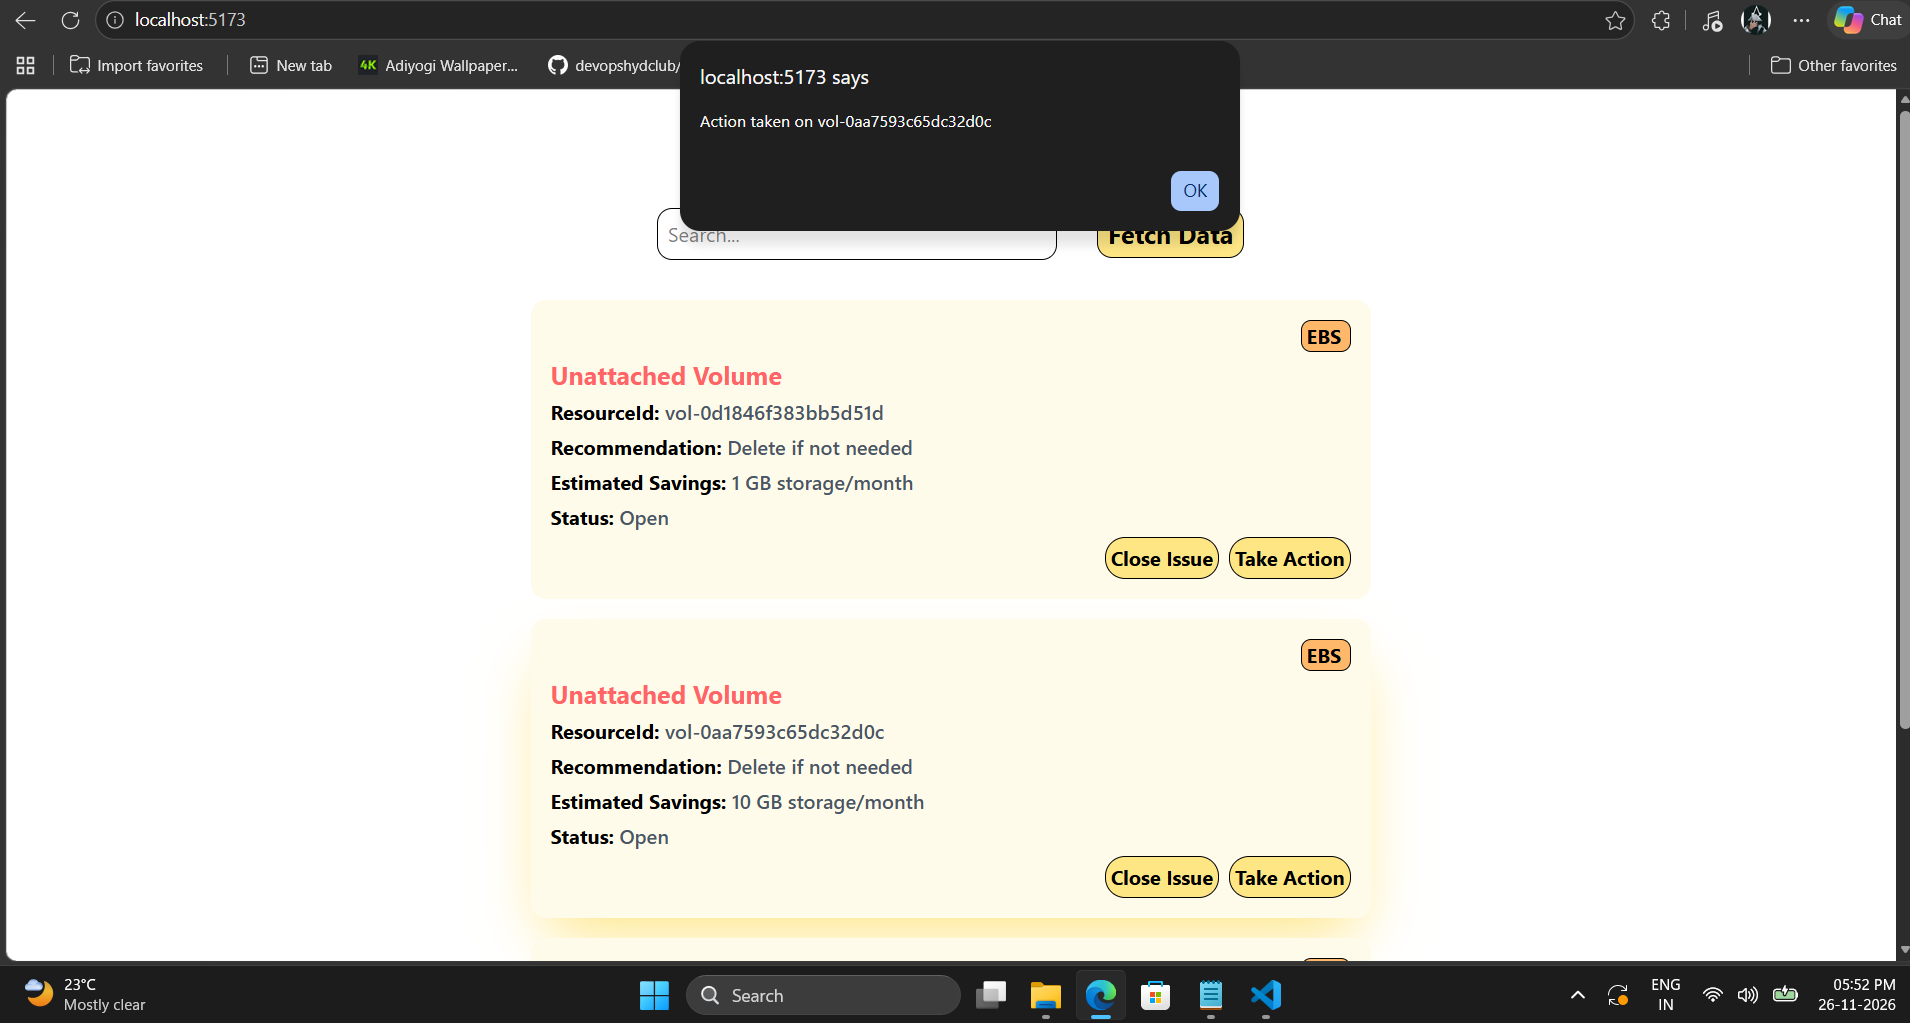 localhost:5173
Chat
Import favorites
New tab
4K Adiyogi Wallpaper...
devopshydclub/
Other favorites
localhost:5173 says
Action taken on vol-0aa7593c65dc32d0c
OK
Search...
Fetch Data
EBS
Unattached Volume
ResourceId: vol-0d1846f383bb5d51d
Recommendation: Delete if not needed
Estimated Savings: 1 GB storage/month
Status: Open
Close Issue
Take Action
EBS
Unattached Volume
ResourceId: vol-0aa7593c65dc32d0c
Recommendation: Delete if not needed
Estimated Savings: 10 GB storage/month
Status: Open
Close Issue
Take Action
23°C
Mostly clear
Search
ENG
IN
05:52 PM
26-11-2026